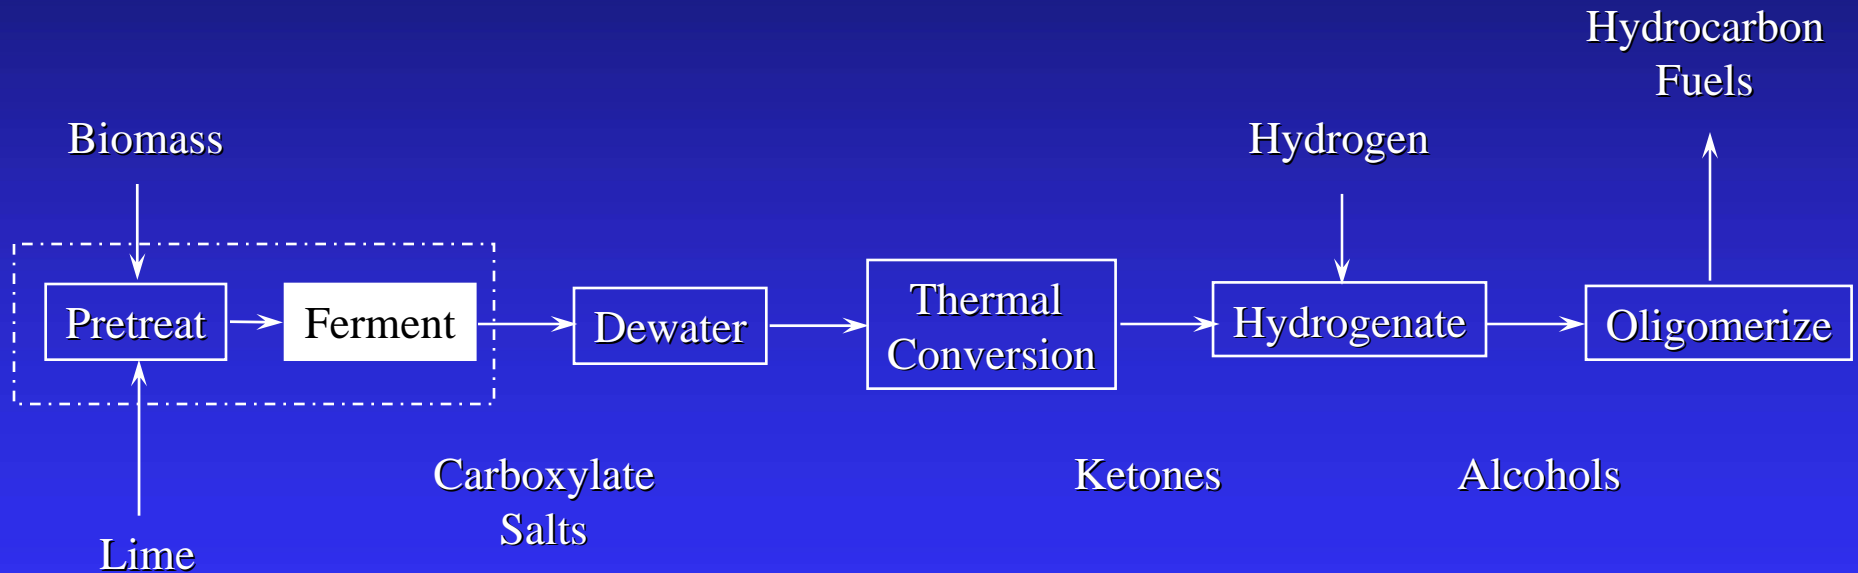 Hydrocarbon
Fuels
Biomass
Hydrogen
Pretreat
Ferment
Dewater
Thermal
Conversion
Hydrogenate
Oligomerize
Carboxylate
Salts
Ketones
Alcohols
Lime